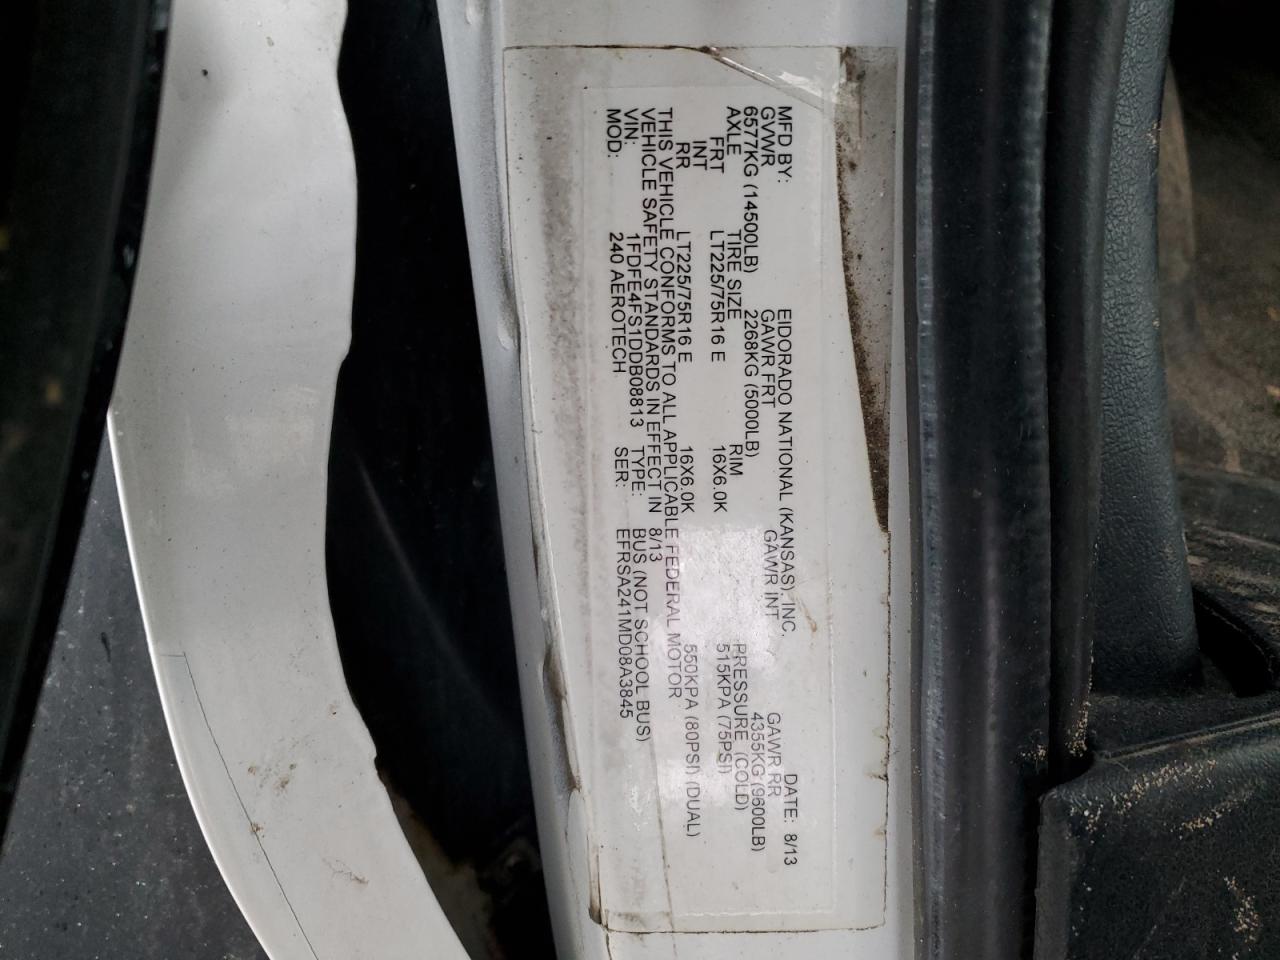 MFD BY: EIDORADO NATIONAL (KANSAS), INC. DATE: 8/13
GVWR GAWR FRT GAWR INT GAWR RR
6577KG (14500LB) 2268KG (5000LB) 4355KG (9600LB)
AXLE TIRE SIZE RIM PRESSURE (COLD)
FRT LT225/75R16 E 16X6.0K 515KPA (75PSI)
INT
RR LT225/75R16 E 16X6.0K 550KPA (80PSI) (DUAL)
THIS VEHICLE CONFORMS TO ALL APPLICABLE FEDERAL MOTOR
VEHICLE SAFETY STANDARDS IN EFFECT IN 8/13
VIN: 1FDFE4FS1DDB08813 TYPE: BUS (NOT SCHOOL BUS)
MOD: 240 AEROTECH SER: EFRSA241MD08A3845